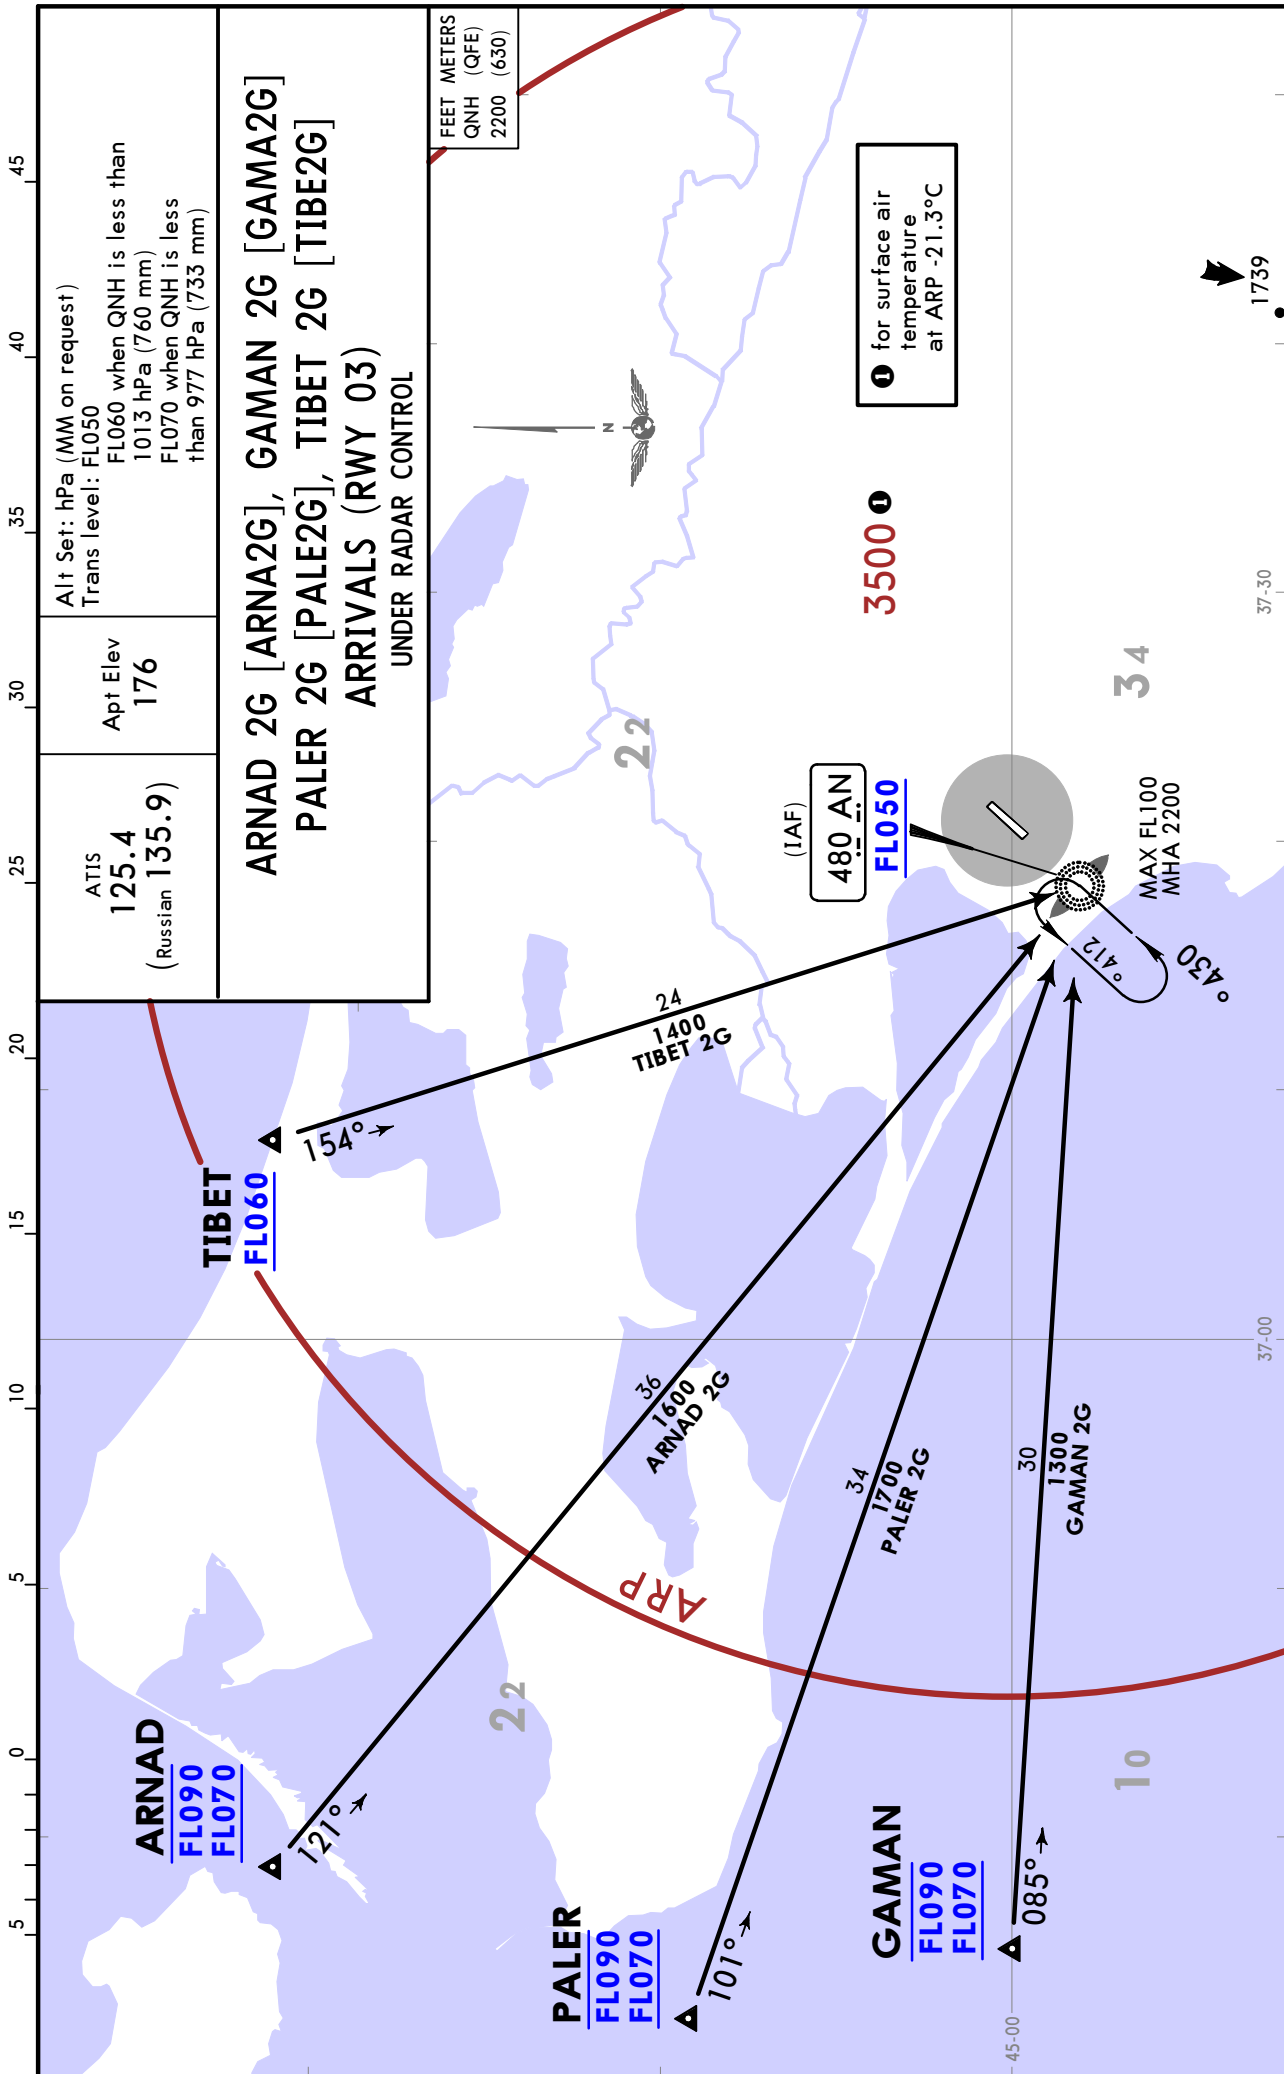 ATIS
125.4
(Russian 135.9)
Apt Elev
176
Alt Set: hPa (MM on request)
Trans level: FL050
FL060 when QNH is less than
1013 hPa (760 mm)
FL070 when QNH is less
than 977 hPa (733 mm)
ARNAD 2G [ARNA2G], GAMAN 2G [GAMA2G]
PALER 2G [PALE2G], TIBET 2G [TIBE2G]
ARRIVALS (RWY 03)
UNDER RADAR CONTROL
FEET METERS
QNH (QFE)
2200 (630)
5 0 5 10 15 20 25 30 35 40 45
ARNAD
FL090
FL070
121°
TIBET
FL060
154°
24
1400
TIBET 2G
N
22
22
36
1600
ARNAD 2G
ARP
PALER
FL090
FL070
101°
34
1700
PALER 2G
(IAF)
480 AN
FL050
3500 1
1 for surface air
temperature
at ARP -21.3°C
GAMAN
FL090
FL070
085°
30
1300
GAMAN 2G
45-00
412
430
MAX FL100
MHA 2200
10
34
1739
37-00
37-30